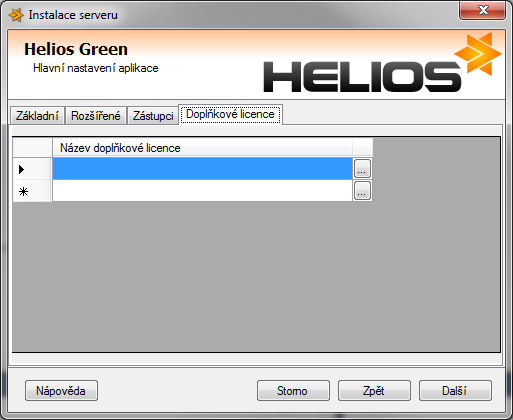 Instalace serveru
Helios Green
Hlavní nastavení aplikace
HELIOS
Základní Rozšířené Zástupci Doplňkové licence
Název doplňkové licence
...
...
Nápověda Storno Zpět Další